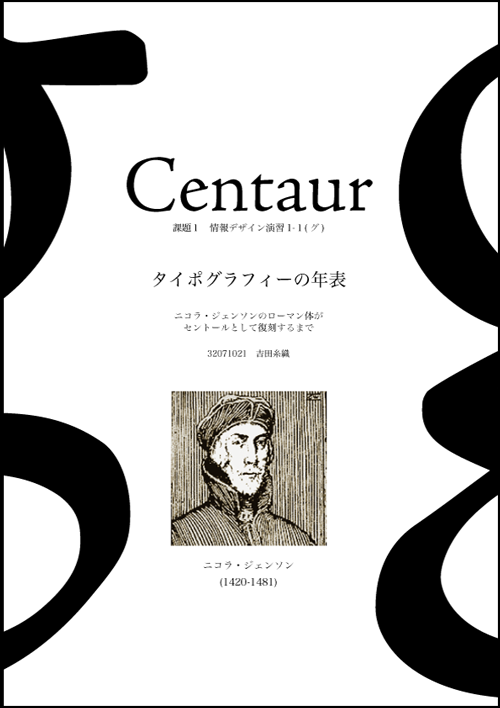 Centaur
課題1 情報デザイン演習1-1(グ)
タイポグラフィーの年表
ニコラ・ジェンソンのローマン体が
セントールとして復刻するまで
32071021 吉田糸織
ニコラ・ジェンソン
(1420-1481)